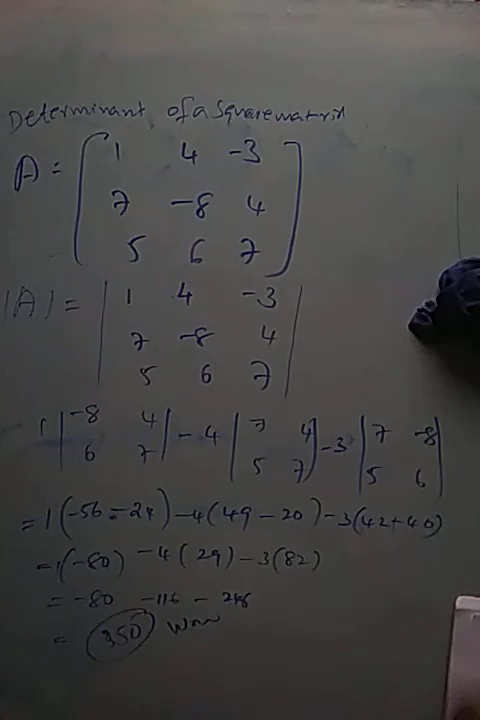 Determinant of a Square matrix
A = [ 1 4 -3
7 -8 4
5 6 7 ]
|A| = | 1 4 -3
7 -8 4
5 6 7 |
1 | -8 4 | - 4 | 7 4 | - 3 | 7 -8 |
6 7 5 7 5 6
= 1(-56 - 24) - 4(49 - 20) - 3(42 + 40)
= 1(-80) - 4(29) - 3(82)
= -80 -116 -
= 350